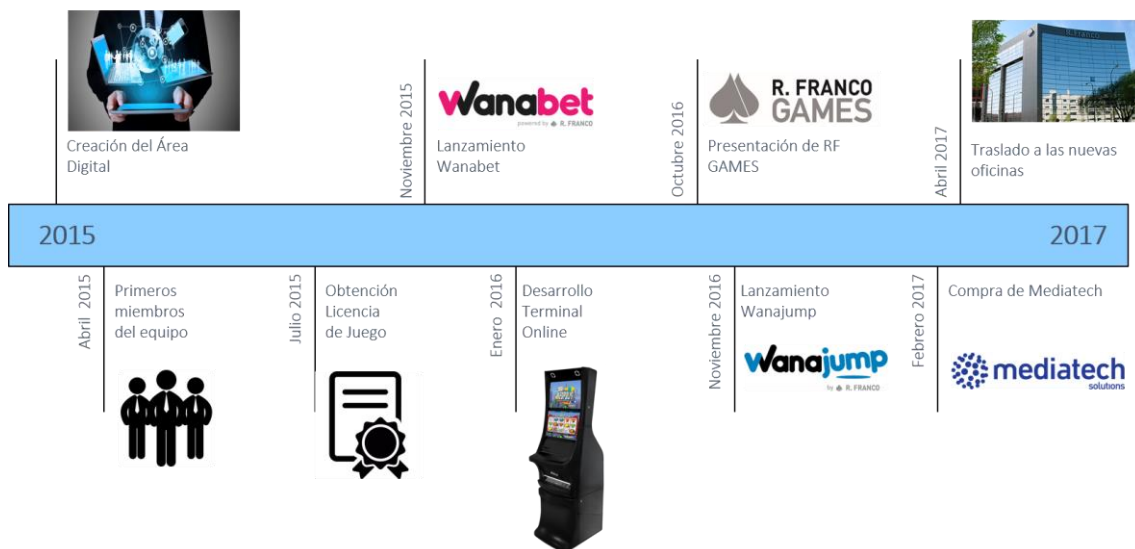 R. FRANCO
Creación del Área
Digital
Noviembre 2015
Wanabet
powered by R. FRANCO
Lanzamiento
Wanabet
Octubre 2016
R. FRANCO
GAMES
Presentación de RF
GAMES
Abril 2017
Traslado a las nuevas
oficinas
2015
2017
Abril 2015
Primeros
miembros
del equipo
Julio 2015
Obtención
Licencia
de Juego
Enero 2016
Desarrollo
Terminal
Online
Noviembre 2016
Lanzamiento
Wanajump
Wanajump
by R. FRANCO
Febrero 2017
Compra de Mediatech
mediatech
solutions